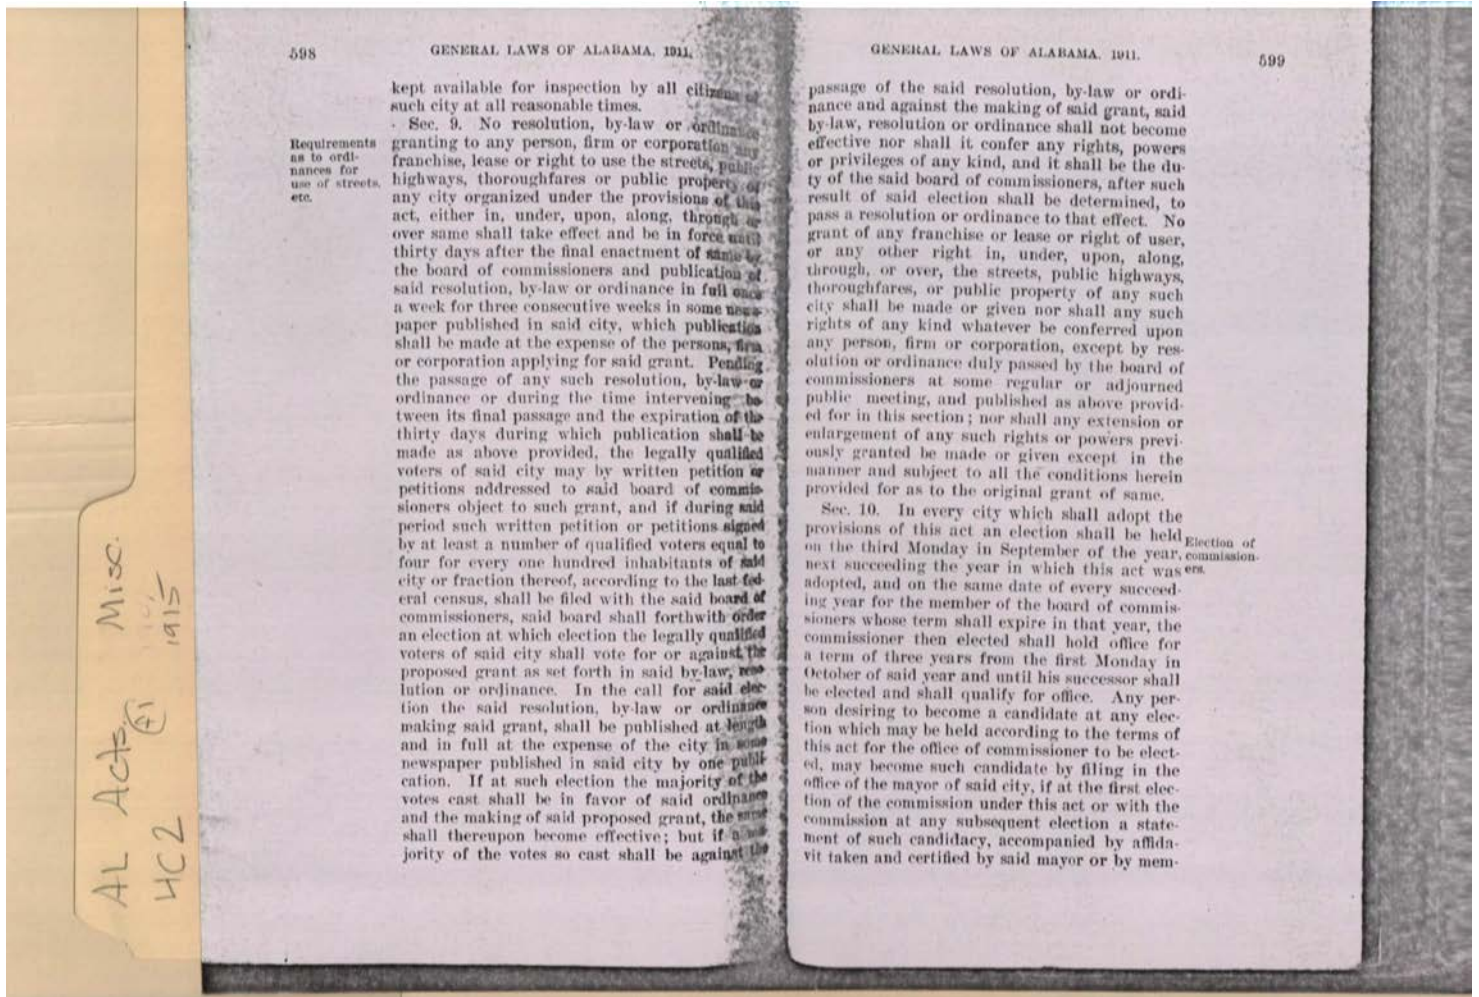 598
GENERAL LAWS OF ALABAMA. 1911.
kept available for inspection by all citizens of
such city at all reasonable times.
Sec. 9. No resolution, by-law or ordinance
granting to any person, firm or corporation any
franchise, lease or right to use the streets, public
highways, thoroughfares or public property of
any city organized under the provisions of this
act, either in, under, upon, along, through or
over same shall take effect and be in force until
thirty days after the final enactment of same by
the board of commissioners and publication of
said resolution, by-law or ordinance in full once
a week for three consecutive weeks in some news-
paper published in said city, which publication
shall be made at the expense of the persons, firm
or corporation applying for said grant. Pending
the passage of any such resolution, by-law or
ordinance or during the time intervening be-
tween its final passage and the expiration of the
thirty days during which publication shall be
made as above provided, the legally qualified
voters of said city may by written petition or
petitions addressed to said board of commis-
sioners object to such grant, and if during said
period such written petition or petitions signed
by at least a number of qualified voters equal to
four for every one hundred inhabitants of said
city or fraction thereof, according to the last fed-
eral census, shall be filed with the said board of
commissioners, said board shall forthwith order
an election at which election the legally qualified
voters of said city shall vote for or against the
proposed grant as set forth in said by-law, reso-
lution or ordinance. In the call for said elec-
tion the said resolution, by-law or ordinance
making said grant, shall be published at length
and in full at the expense of the city in some
newspaper published in said city by one publi-
cation. If at such election the majority of the
votes cast shall be in favor of said ordinance
and the making of said proposed grant, the same
shall thereupon become effective; but if a ma-
jority of the votes so cast shall be against the
Requirements
as to ordi-
nances for
use of streets,
etc.
GENERAL LAWS OF ALABAMA. 1911.
599
passage of the said resolution, by-law or ordi-
nance and against the making of said grant, said
by-law, resolution or ordinance shall not become
effective nor shall it confer any rights, powers
or privileges of any kind, and it shall be the du-
ty of the said board of commissioners, after such
result of said election shall be determined, to
pass a resolution or ordinance to that effect. No
grant of any franchise or lease or right of user,
or any other right in, under, upon, along,
through, or over, the streets, public highways,
thoroughfares, or public property of any such
city shall be made or given nor shall any such
rights of any kind whatever be conferred upon
any person, firm or corporation, except by res-
olution or ordinance duly passed by the board of
commissioners at some regular or adjourned
public meeting, and published as above provid-
ed for in this section; nor shall any extension or
enlargement of any such rights or powers previ-
ously granted be made or given except in the
manner and subject to all the conditions herein
provided for as to the original grant of same.
Sec. 10. In every city which shall adopt the
provisions of this act an election shall be held
on the third Monday in September of the year,
next succeeding the year in which this act was
adopted, and on the same date of every succeed-
ing year for the member of the board of commis-
sioners whose term shall expire in that year, the
commissioner then elected shall hold office for
a term of three years from the first Monday in
October of said year and until his successor shall
be elected and shall qualify for office. Any per-
son desiring to become a candidate at any elec-
tion which may be held according to the terms of
this act for the office of commissioner to be elect-
ed, may become such candidate by filing in the
office of the mayor of said city, if at the first elec-
tion of the commission under this act or with the
commission at any subsequent election a state-
ment of such candidacy, accompanied by affida-
vit taken and certified by said mayor or by mem-
Election of
commission-
ers.
AL Acts Misc.
HC2 1915